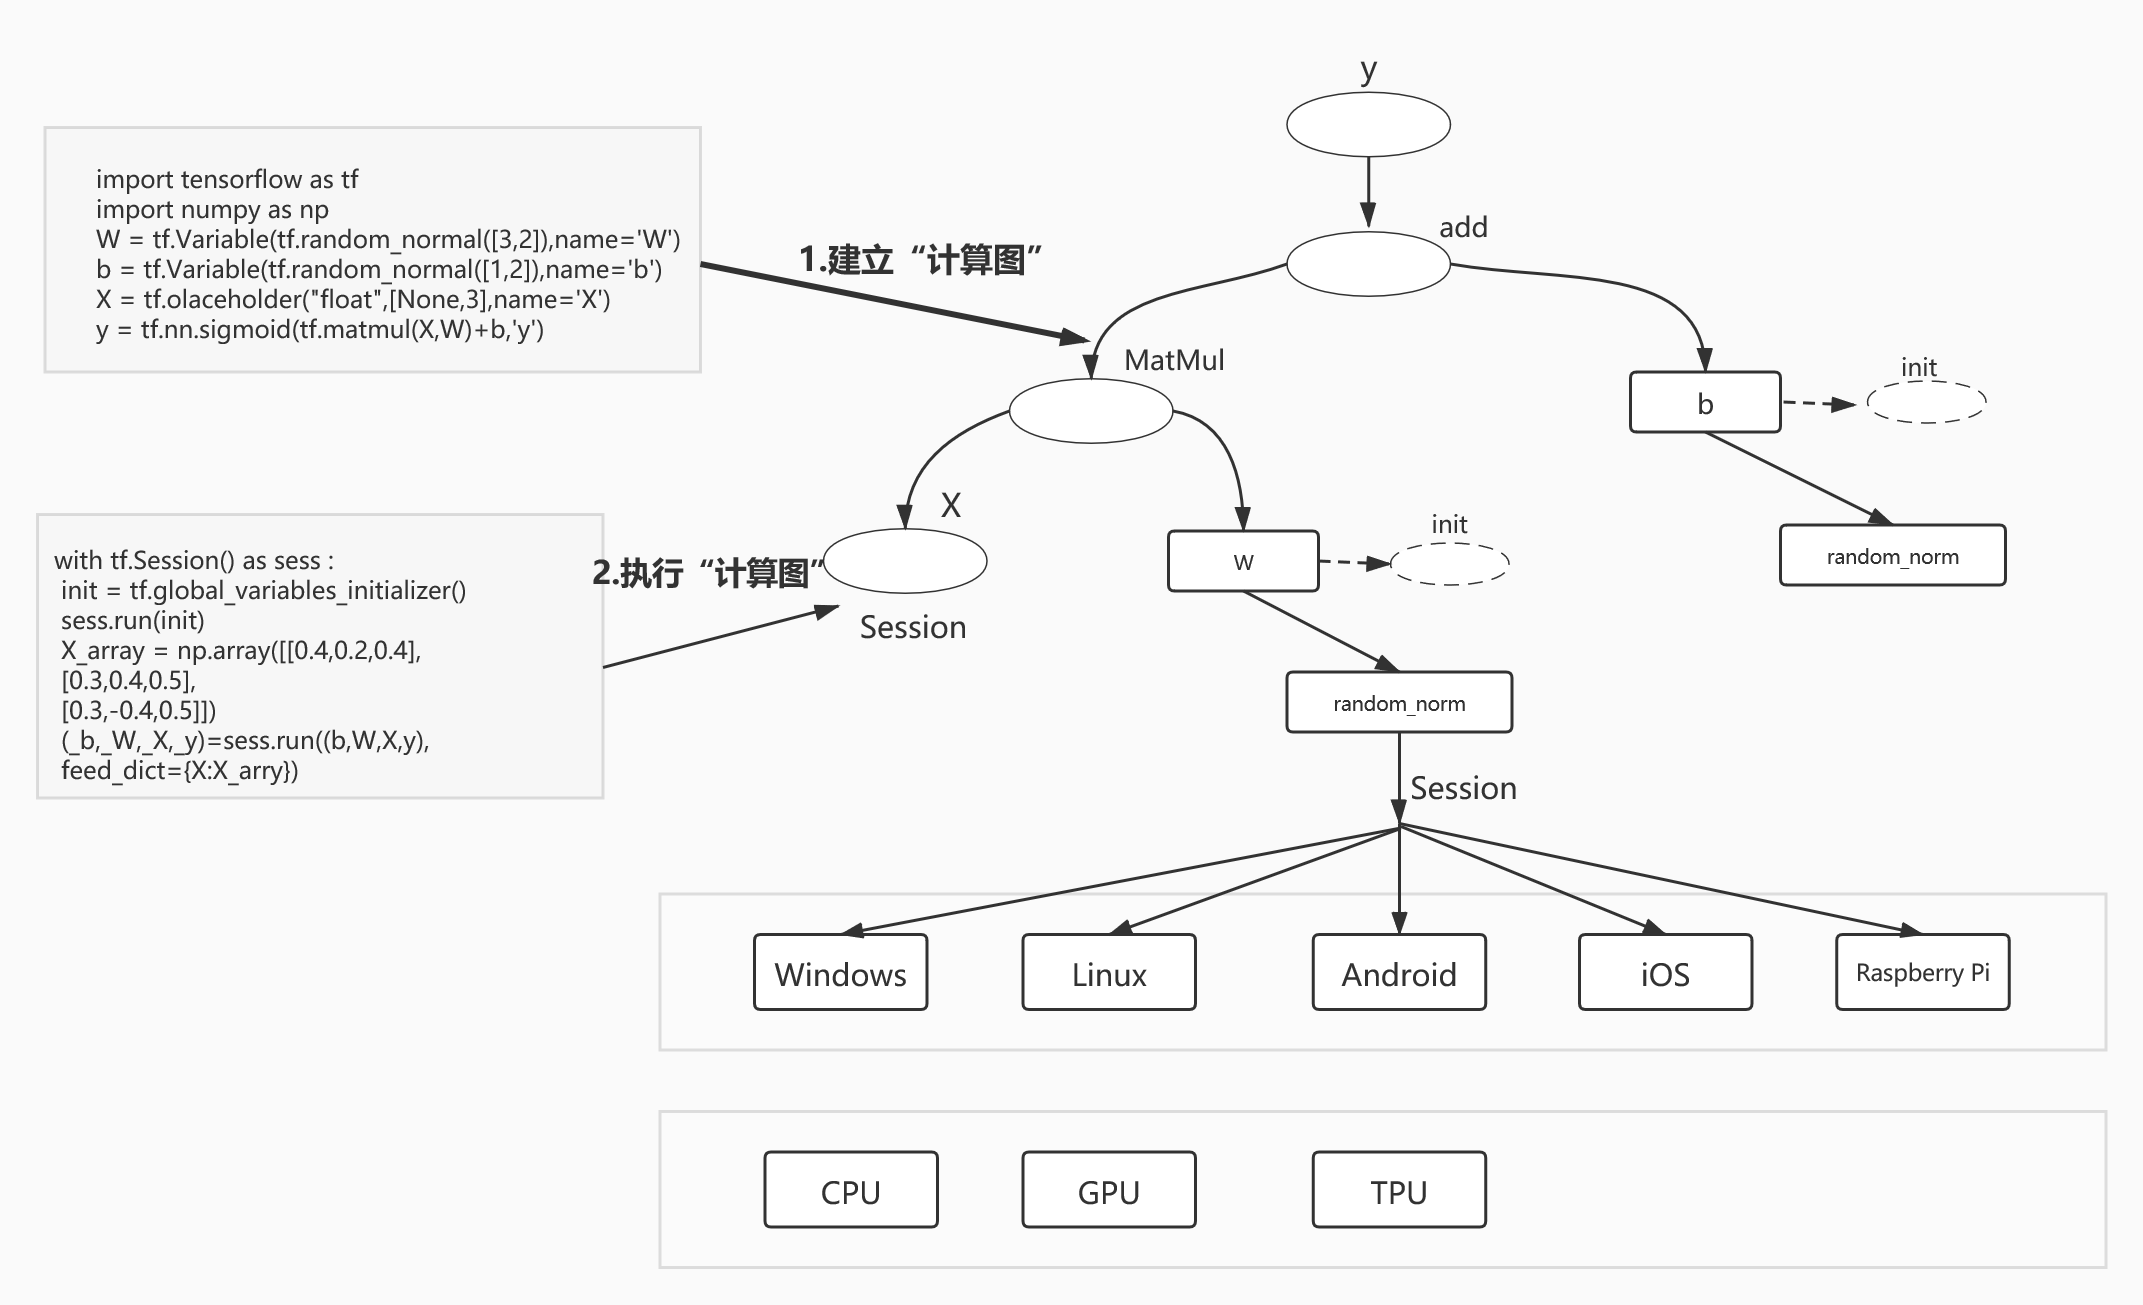 y
import tensorflow as tf
import numpy as np
W = tf.Variable(tf.random_normal([3,2]),name='W')
b = tf.Variable(tf.random_normal([1,2]),name='b')
X = tf.olaceholder("float",[None,3],name='X')
y = tf.nn.sigmoid(tf.matmul(X,W)+b,'y')
1.建立“计算图”
add
MatMul
b
init
X
w
init
random_norm
with tf.Session() as sess :
init = tf.global_variables_initializer()
sess.run(init)
X_array = np.array([[0.4,0.2,0.4],
[0.3,0.4,0.5],
[0.3,-0.4,0.5]])
(_b,_W,_X,_y)=sess.run((b,W,X,y),
feed_dict={X:X_arry})
2.执行“计算图”
Session
random_norm
Session
Windows
Linux
Android
iOS
Raspberry Pi
CPU
GPU
TPU